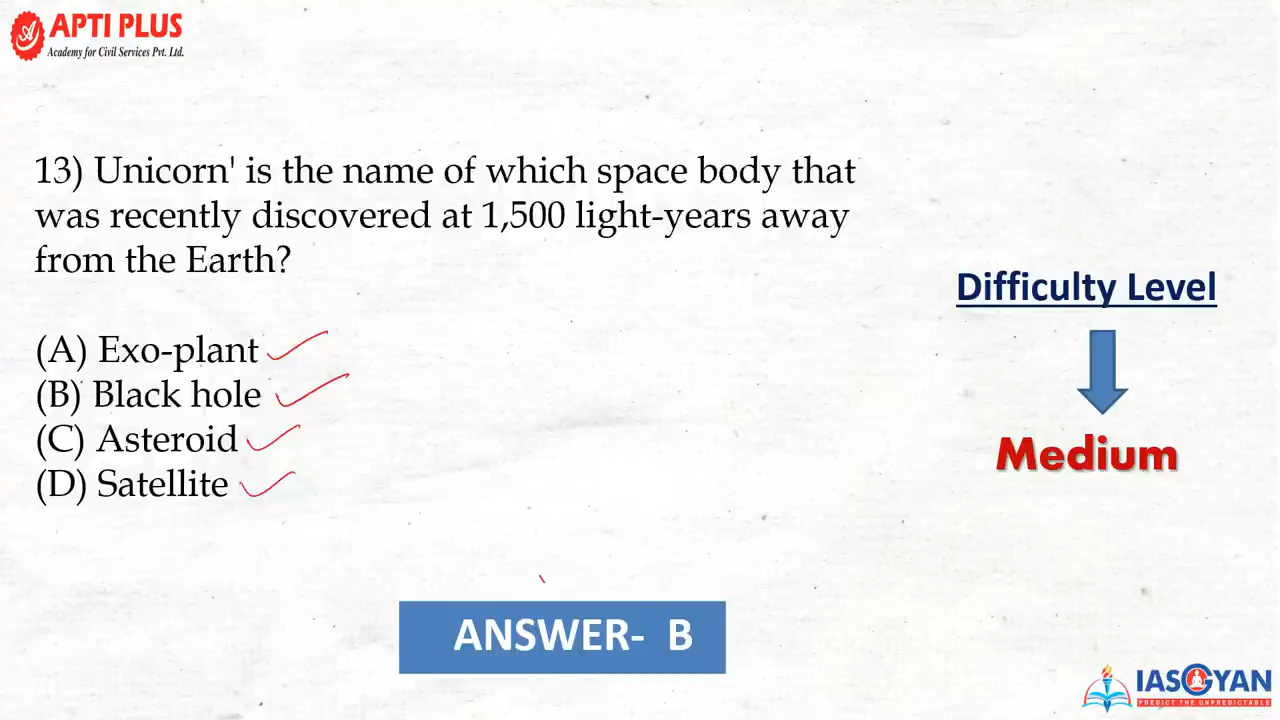 APTI PLUS
Academy for Civil Services Pvt. Ltd.
13) Unicorn' is the name of which space body that
was recently discovered at 1,500 light-years away
from the Earth?
(A) Exo-plant
(B) Black hole
(C) Asteroid
(D) Satellite
Difficulty Level
Medium
ANSWER- B
IASGYAN
PREDICT THE UNPREDICTABLE